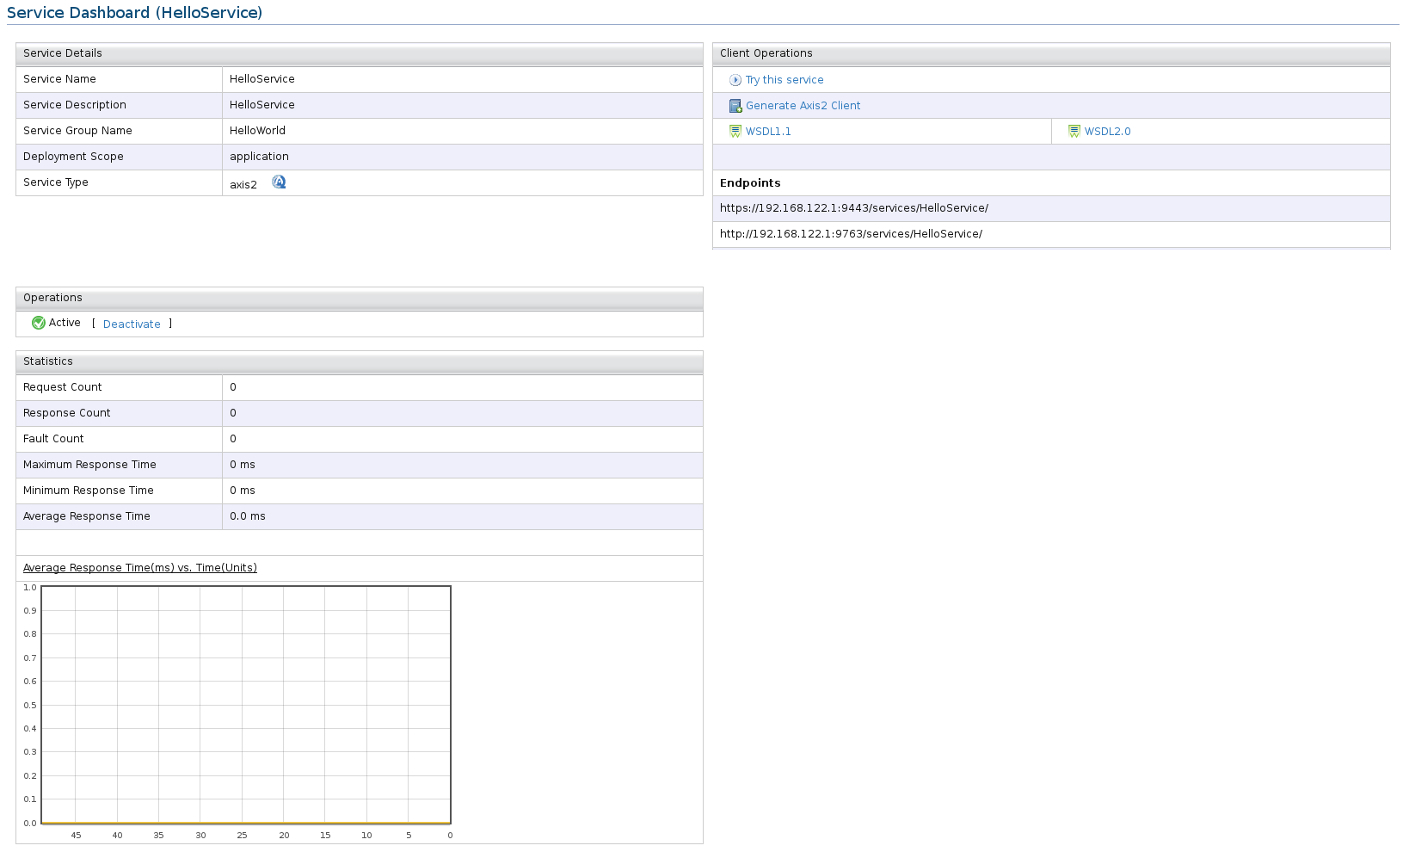 Service Dashboard (HelloService)
Service Details
Service Name HelloService
Service Description HelloService
Service Group Name HelloWorld
Deployment Scope application
Service Type axis2
Client Operations
Try this service
Generate Axis2 Client
WSDL1.1 WSDL2.0
Endpoints
https://192.168.122.1:9443/services/HelloService/
http://192.168.122.1:9763/services/HelloService/
Operations
Active [ Deactivate ]
Statistics
Request Count 0
Response Count 0
Fault Count 0
Maximum Response Time 0 ms
Minimum Response Time 0 ms
Average Response Time 0.0 ms
Average Response Time(ms) vs. Time(Units)
1.0
0.9
0.8
0.7
0.6
0.5
0.4
0.3
0.2
0.1
0.0
45 40 35 30 25 20 15 10 5 0